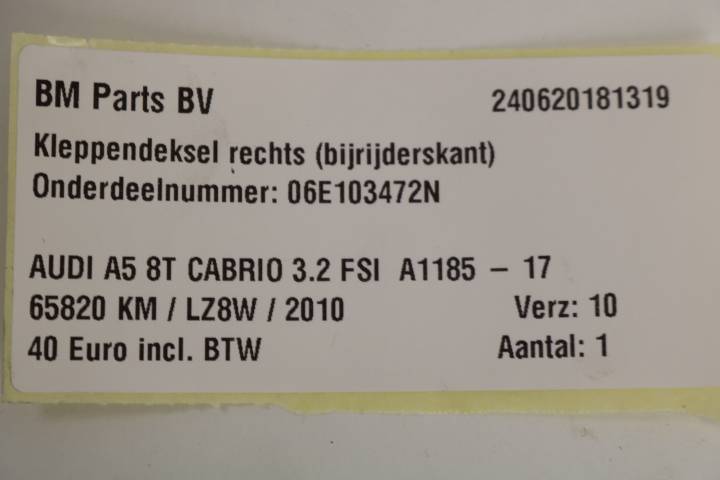 BM Parts BV 240620181319
Kleppendeksel rechts (bijrijderskant)
Onderdeelnummer: 06E103472N
AUDI A5 8T CABRIO 3.2 FSI A1185 - 17
65820 KM / LZ8W / 2010 Verz: 10
40 Euro incl. BTW Aantal: 1